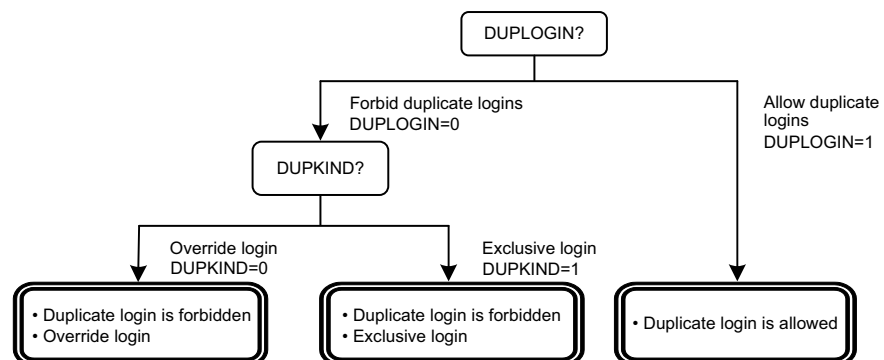 DUPLOGIN?
Forbid duplicate logins
DUPLOGIN=0
Allow duplicate
logins
DUPLOGIN=1
DUPKIND?
Override login
DUPKIND=0
Exclusive login
DUPKIND=1
• Duplicate login is forbidden
• Override login
• Duplicate login is forbidden
• Exclusive login
• Duplicate login is allowed